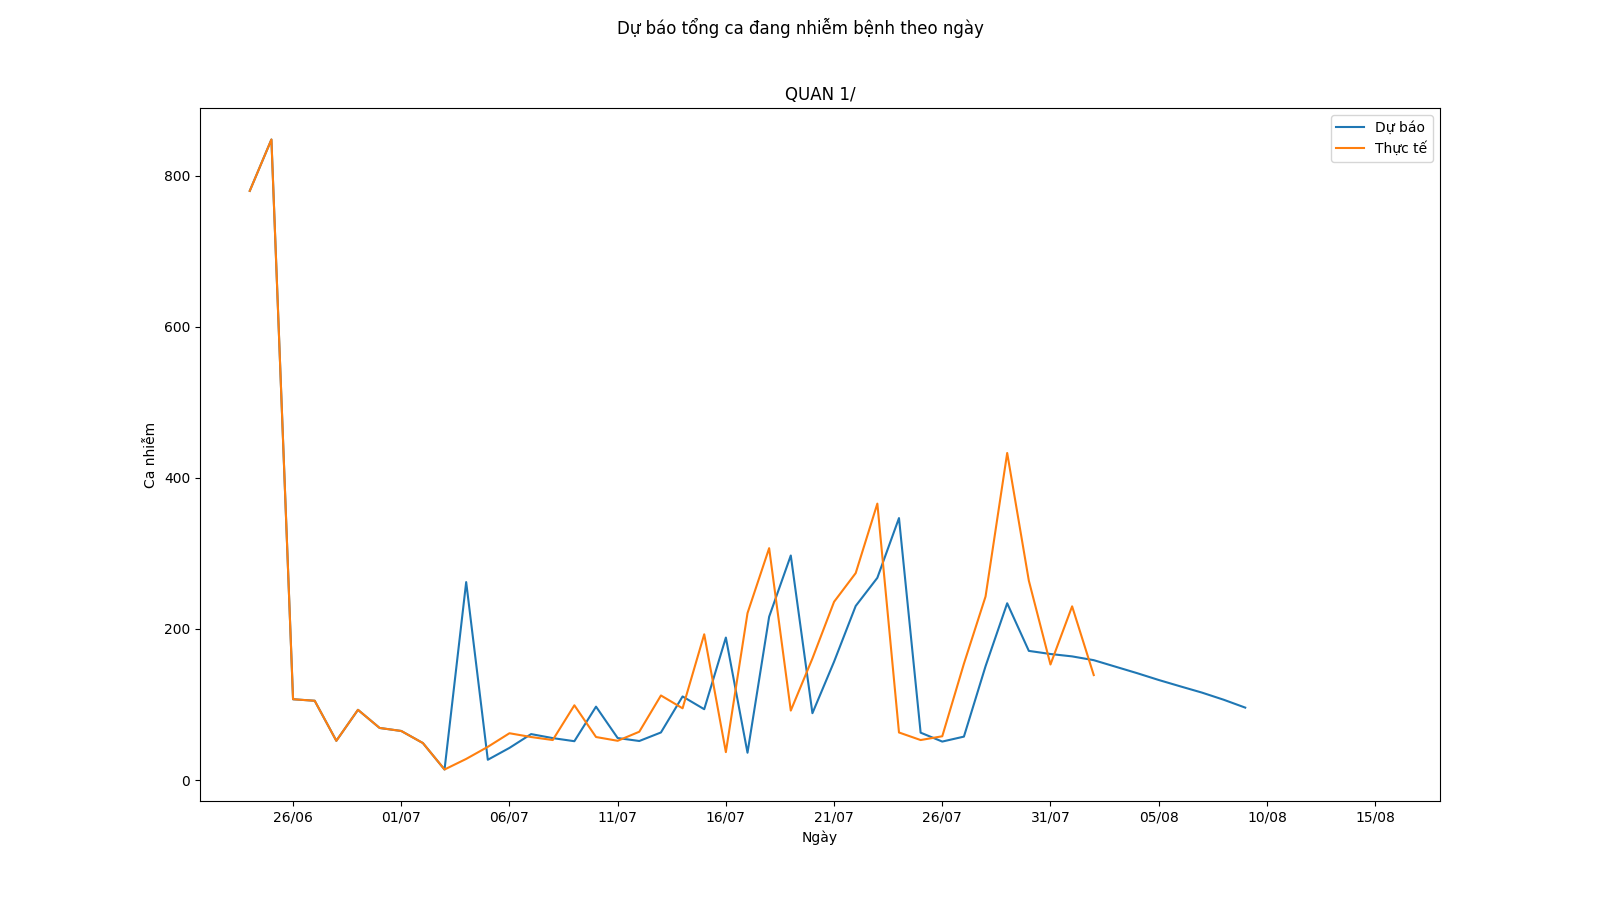 Dự báo tổng ca đang nhiễm bệnh theo ngày
QUAN 1/
Dự báo
Thực tế
800
600
400
200
0
Ca nhiễm
26/06
01/07
06/07
11/07
16/07
21/07
26/07
31/07
05/08
10/08
15/08
Ngày